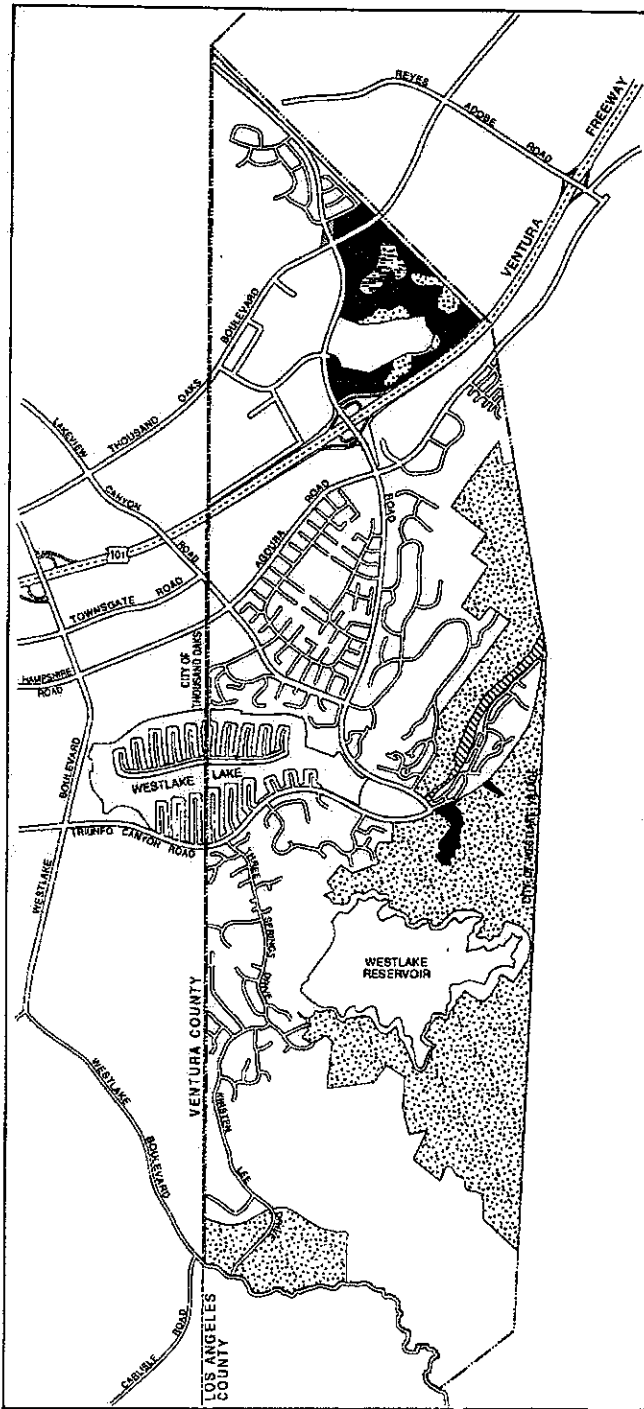 REYES
ADOBE
ROAD
FREEWAY
VENTURA
BOULEVARD
OAKS
THOUSAND
LAKEVIEW
CANYON
ROAD
101
TOWNSGATE ROAD
AGOURA ROAD
ROAD
HAMPSHIRE
ROAD
CITY OF
THOUSAND OAKS
WESTLAKE LAKE
BOULEVARD
WESTLAKE
TRIUNFO CANYON ROAD
THREE
SPRINGS
DRIVE
CITY OF WESTLAKE VILLAGE
WESTLAKE
RESERVOIR
VENTURA COUNTY
WESTLAKE
BOULEVARD
KIRSTEN
LEE
DRIVE
CARLISLE ROAD
LOS ANGELES
COUNTY